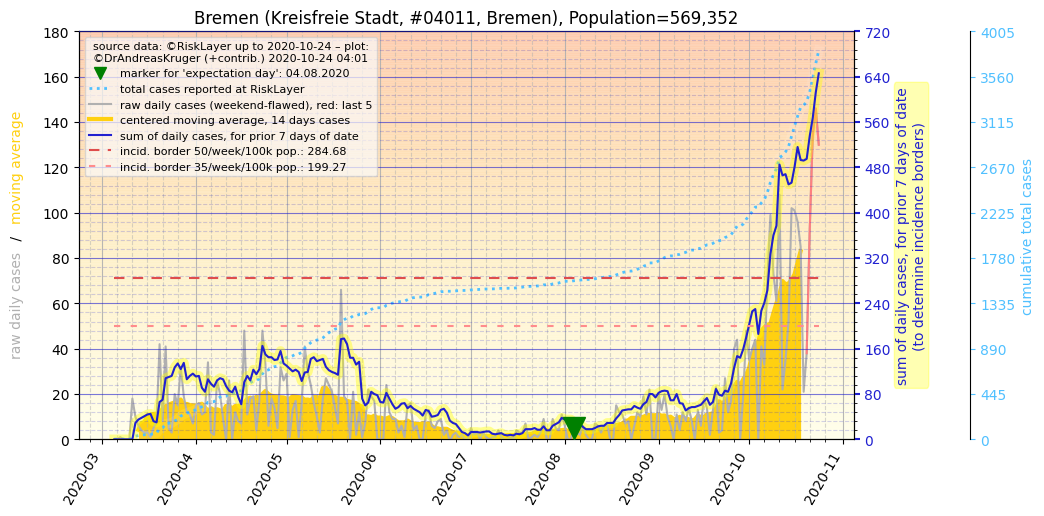 Bremen (Kreisfreie Stadt, #04011, Bremen), Population=569,352
source data: ©RiskLayer up to 2020-10-24 – plot:
©DrAndreasKruger (+contrib.) 2020-10-24 04:01
marker for 'expectation day': 04.08.2020
total cases reported at RiskLayer
raw daily cases (weekend-flawed), red: last 5
centered moving average, 14 days cases
sum of daily cases, for prior 7 days of date
incid. border 50/week/100k pop.: 284.68
incid. border 35/week/100k pop.: 199.27
raw daily cases / moving average
180
160
140
120
100
80
60
40
20
0
2020-03
2020-04
2020-05
2020-06
2020-07
2020-08
2020-09
2020-10
2020-11
720
640
560
480
400
320
240
160
80
0
sum of daily cases, for prior 7 days of date
(to determine incidence borders)
4005
3560
3115
2670
2225
1780
1335
890
445
0
cumulative total cases